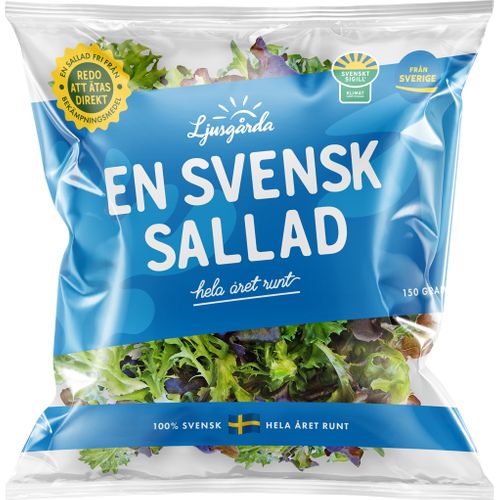 EN SALLAD FRI FRÅN
REDO
ATT ÄTAS
DIREKT
BEKÄMPNINGSMEDEL
SVENSKT
SIGILL
KLIMAT
FRÅN
SVERIGE
Ljusgårda
EN SVENSK
SALLAD
hela året runt
150 GRAM
100% SVENSK HELA ÅRET RUNT